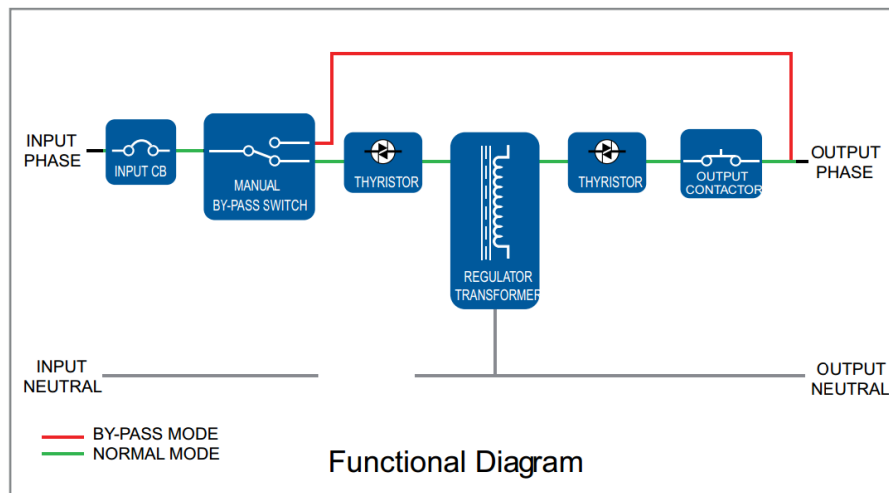 INPUT
PHASE
INPUT CB
MANUAL
BY-PASS SWITCH
THYRISTOR
REGULATOR
TRANSFORMER
THYRISTOR
OUTPUT
CONTACTOR
OUTPUT
PHASE
INPUT
NEUTRAL
OUTPUT
NEUTRAL
BY-PASS MODE
NORMAL MODE
Functional Diagram